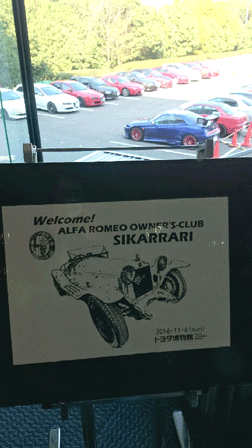 Welcome!
ALFA ROMEO OWNER'S-CLUB
SIKARRARI
2016-11-6(sun)
トヨタ博物館